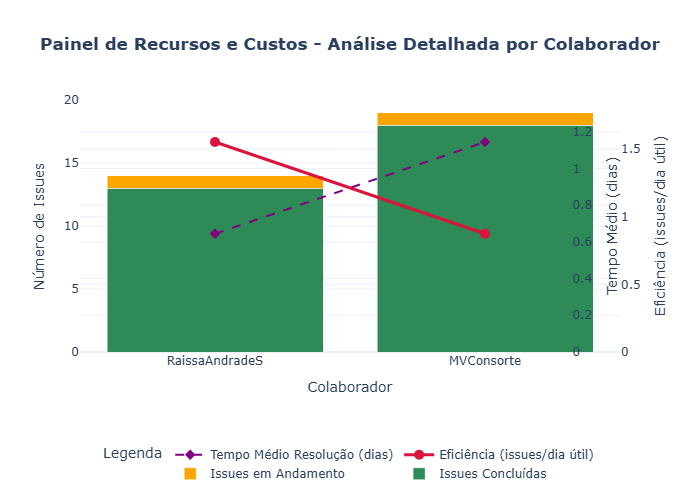 Painel de Recursos e Custos - Análise Detalhada por Colaborador
Número de Issues
20
15
10
5
0
RaissaAndradeS
MVConsorte
Colaborador
1.2
1
0.8
0.6
0.4
0.2
0
Tempo Médio (dias)
1.5
1
0.5
0
Eficiência (issues/dia útil)
Legenda
Tempo Médio Resolução (dias)
Eficiência (issues/dia útil)
Issues em Andamento
Issues Concluídas